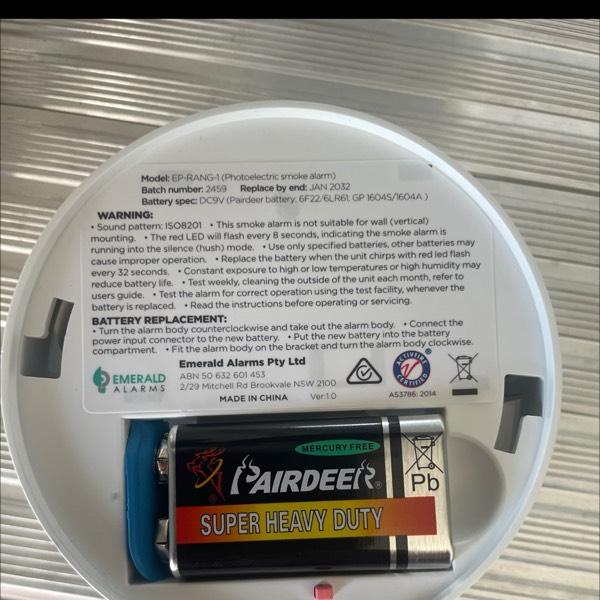 Model: EP-RANG-1 (Photoelectric smoke alarm)
Batch number: 2459 Replace by end: JAN 2032
Battery spec: DC9V (Pairdeer battery: 6F22/6LR61; GP 1604S/1604A )
WARNING:
• Sound pattern: ISO8201 • This smoke alarm is not suitable for wall (vertical)
mounting. • The red LED will flash every 8 seconds, indicating the smoke alarm is
running into the silence (hush) mode. • Use only specified batteries, other batteries may
cause improper operation. • Replace the battery when the unit chirps with red led flash
every 32 seconds. • Constant exposure to high or low temperatures or high humidity may
reduce battery life. • Test weekly, cleaning the outside of the unit each month, refer to
users guide. • Test the alarm for correct operation using the test facility, whenever the
battery is replaced. • Read the instructions before operating or servicing.
BATTERY REPLACEMENT:
• Turn the alarm body counterclockwise and take out the alarm body. • Connect the
power input connector to the new battery. • Put the new battery into the battery
compartment. • Fit the alarm body on the bracket and turn the alarm body clockwise.
EMERALD
ALARMS
Emerald Alarms Pty Ltd
ABN 50 632 601 453
2/29 Mitchell Rd Brookvale NSW 2100
MADE IN CHINA Ver:1.0
ACTIVFIRE
CERTIFIED
AS3786: 2014
MERCURY FREE
PAIRDEER®
SUPER HEAVY DUTY
Pb